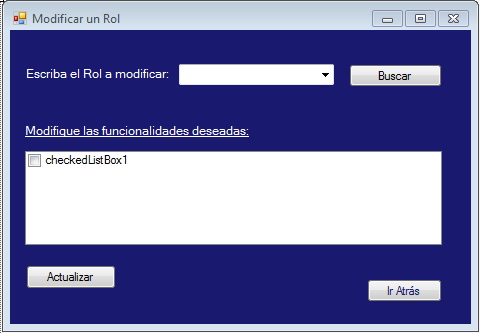 Modificar un Rol
Escriba el Rol a modificar:
Buscar
Modifique las funcionalidades deseadas:
checkedListBox1
Actualizar
Ir Atrás